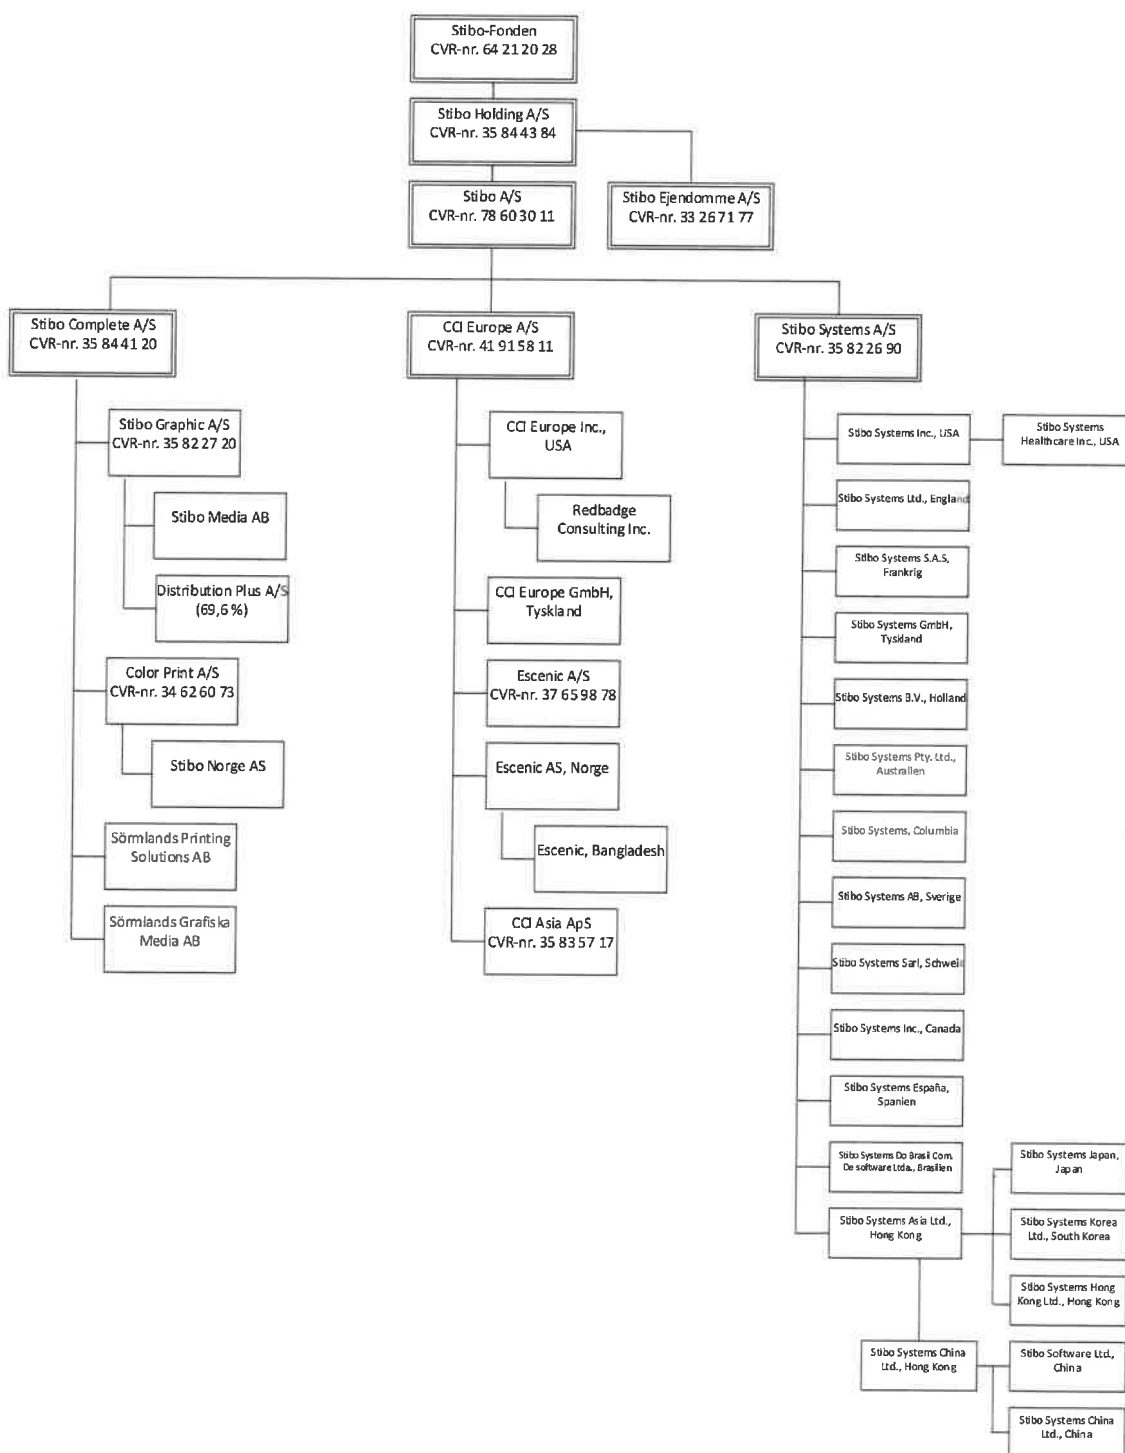 Stibo-Fonden
CVR-nr. 64 21 20 28
Stibo Holding A/S
CVR-nr. 35 84 43 84
Stibo A/S
CVR-nr. 78 60 30 11
Stibo Ejendomme A/S
CVR-nr. 33 26 71 77
Stibo Complete A/S
CVR-nr. 35 84 41 20
CCI Europe A/S
CVR-nr. 41 91 58 11
Stibo Systems A/S
CVR-nr. 35 82 26 90
Stibo Graphic A/S
CVR-nr. 35 82 27 20
Stibo Media AB
Distribution Plus A/S
(69,6 %)
Color Print A/S
CVR-nr. 34 62 60 73
Stibo Norge AS
Sörmlands Printing
Solutions AB
Sörmlands Grafiska
Media AB
CCI Europe Inc.,
USA
Redbadge
Consulting Inc.
CCI Europe GmbH,
Tyskland
Escenic A/S
CVR-nr. 37 65 98 78
Escenic AS, Norge
Escenic, Bangladesh
CCI Asia ApS
CVR-nr. 35 83 57 17
Stibo Systems Inc., USA
Stibo Systems
Healthcare Inc., USA
Stibo Systems Ltd., England
Stibo Systems S.A.S,
Frankrig
Stibo Systems GmbH,
Tyskland
Stibo Systems B.V., Holland
Stibo Systems Pty. Ltd.,
Australien
Stibo Systems, Columbia
Stibo Systems AB, Sverige
Stibo Systems Sarl, Schweiz
Stibo Systems Inc., Canada
Stibo Systems España,
Spanien
Stibo Systems Do Brasil Com.
De software Ltda., Brasilien
Stibo Systems Asia Ltd.,
Hong Kong
Stibo Systems Japan,
Japan
Stibo Systems Korea
Ltd., South Korea
Stibo Systems Hong
Kong Ltd., Hong Kong
Stibo Systems China
Ltd., Hong Kong
Stibo Software Ltd.,
China
Stibo Systems China
Ltd., China